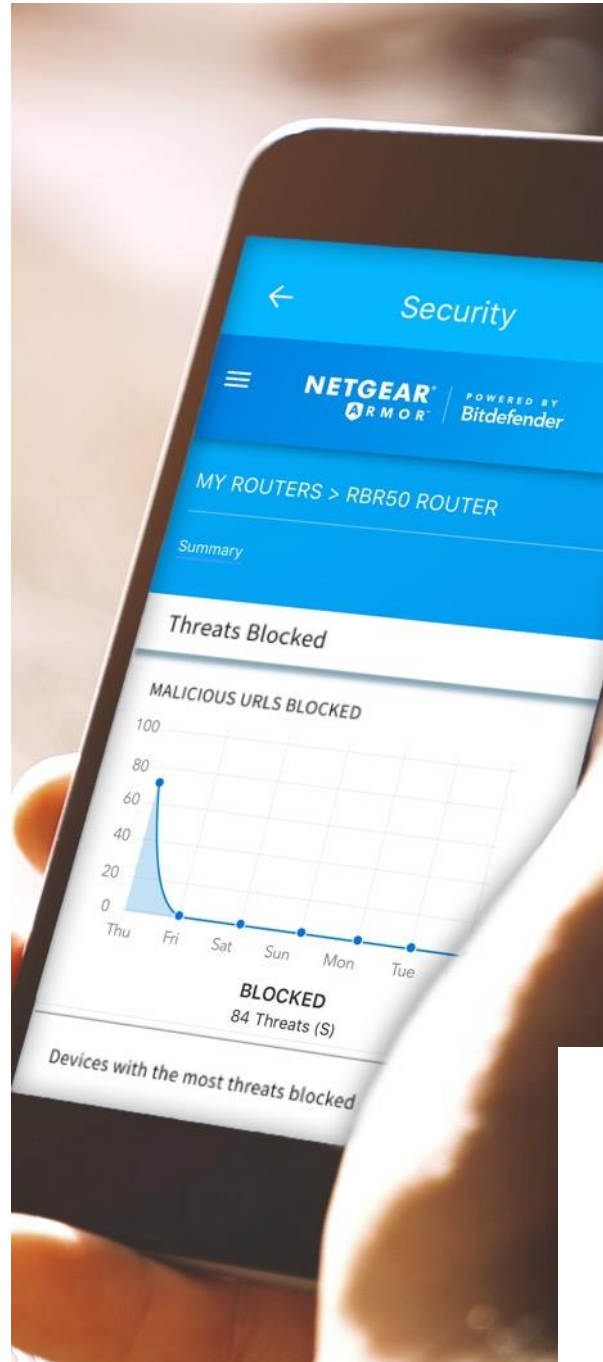 Security
NETGEAR® | POWERED BY
ARMOR™ Bitdefender
MY ROUTERS > RBR50 ROUTER
Summary
Threats Blocked
MALICIOUS URLS BLOCKED
100
80
60
40
20
0
Thu Fri Sat Sun Mon Tue
BLOCKED
84 Threats (S)
Devices with the most threats blocked